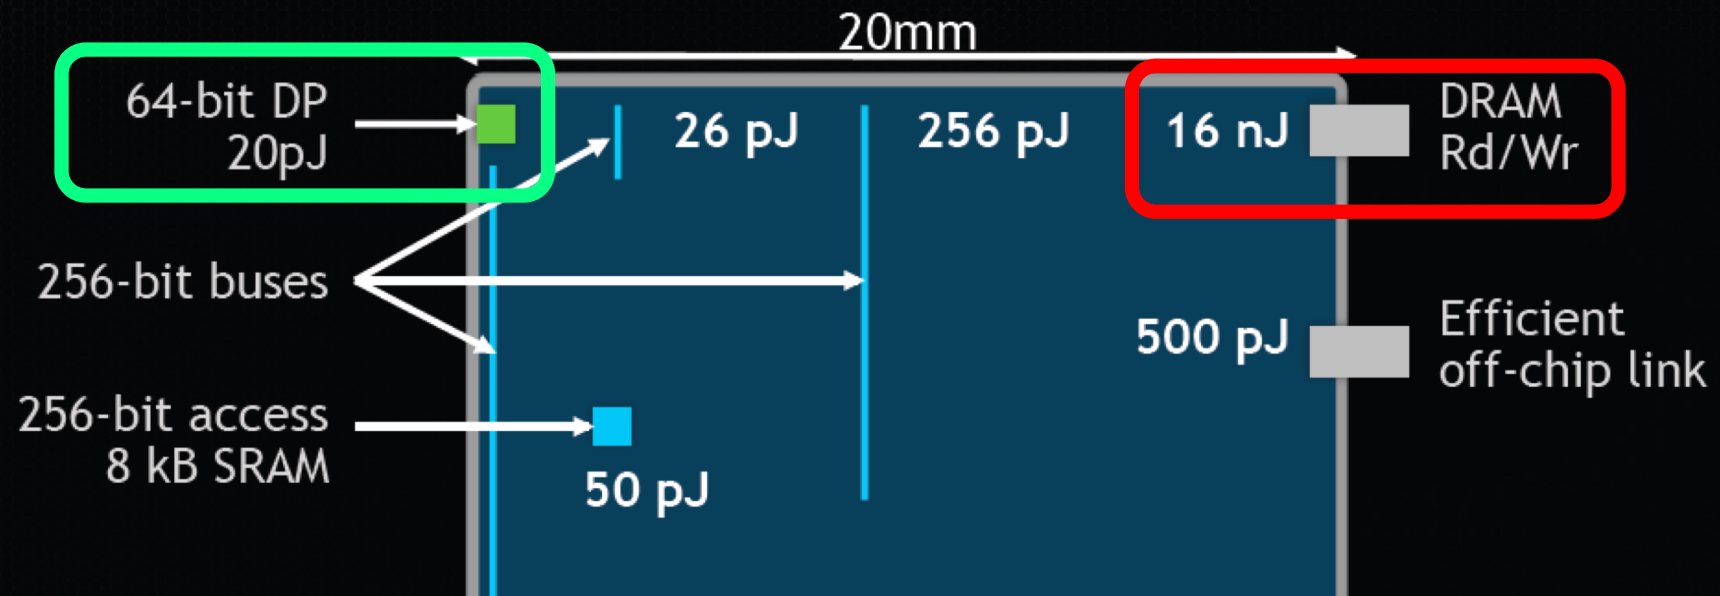 20mm
64-bit DP
20pJ
26 pJ
256 pJ
16 nJ
DRAM
Rd/Wr
256-bit buses
500 pJ
Efficient
off-chip link
256-bit access
8 kB SRAM
50 pJ